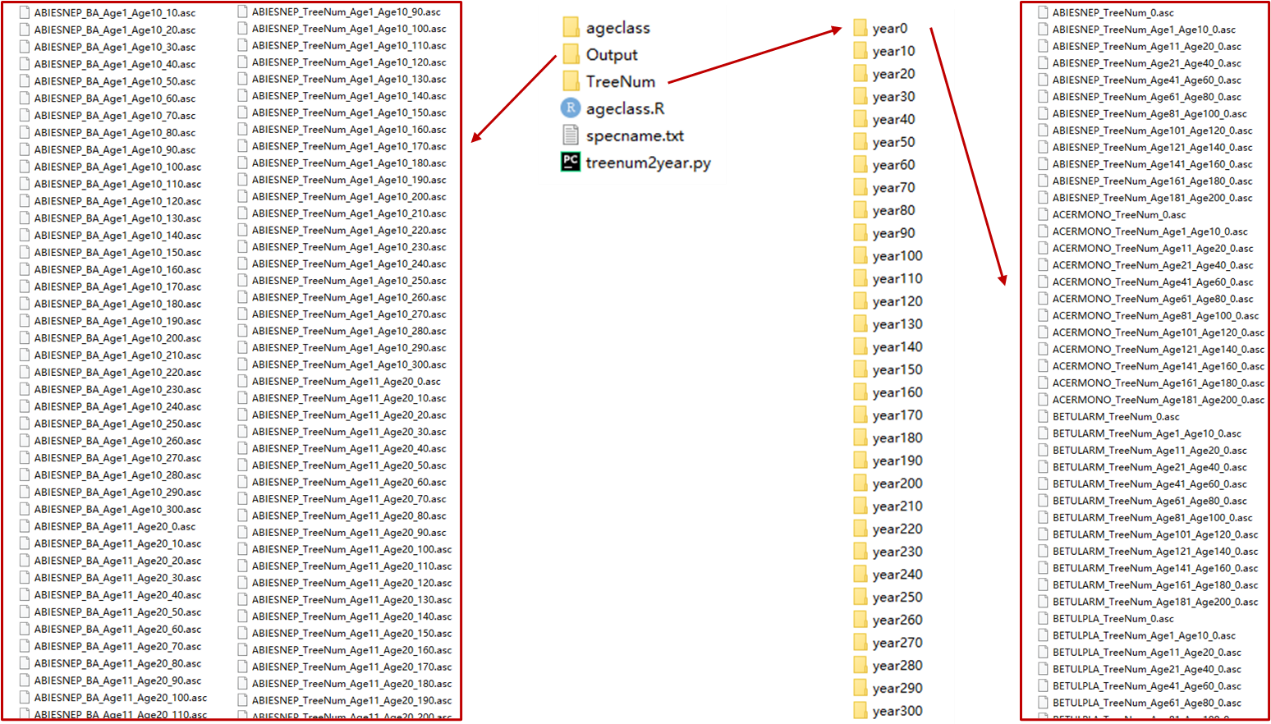 ABIESNEP_BA_Age1_Age10_10.asc
ABIESNEP_BA_Age1_Age10_20.asc
ABIESNEP_BA_Age1_Age10_30.asc
ABIESNEP_BA_Age1_Age10_40.asc
ABIESNEP_BA_Age1_Age10_50.asc
ABIESNEP_BA_Age1_Age10_60.asc
ABIESNEP_BA_Age1_Age10_70.asc
ABIESNEP_BA_Age1_Age10_80.asc
ABIESNEP_BA_Age1_Age10_90.asc
ABIESNEP_BA_Age1_Age10_100.asc
ABIESNEP_BA_Age1_Age10_110.asc
ABIESNEP_BA_Age1_Age10_120.asc
ABIESNEP_BA_Age1_Age10_130.asc
ABIESNEP_BA_Age1_Age10_140.asc
ABIESNEP_BA_Age1_Age10_150.asc
ABIESNEP_BA_Age1_Age10_160.asc
ABIESNEP_BA_Age1_Age10_170.asc
ABIESNEP_BA_Age1_Age10_180.asc
ABIESNEP_BA_Age1_Age10_190.asc
ABIESNEP_BA_Age1_Age10_200.asc
ABIESNEP_BA_Age1_Age10_210.asc
ABIESNEP_BA_Age1_Age10_220.asc
ABIESNEP_BA_Age1_Age10_230.asc
ABIESNEP_BA_Age1_Age10_240.asc
ABIESNEP_BA_Age1_Age10_250.asc
ABIESNEP_BA_Age1_Age10_260.asc
ABIESNEP_BA_Age1_Age10_270.asc
ABIESNEP_BA_Age1_Age10_280.asc
ABIESNEP_BA_Age1_Age10_290.asc
ABIESNEP_BA_Age1_Age10_300.asc
ABIESNEP_BA_Age11_Age20_0.asc
ABIESNEP_BA_Age11_Age20_10.asc
ABIESNEP_BA_Age11_Age20_20.asc
ABIESNEP_BA_Age11_Age20_30.asc
ABIESNEP_BA_Age11_Age20_40.asc
ABIESNEP_BA_Age11_Age20_50.asc
ABIESNEP_BA_Age11_Age20_60.asc
ABIESNEP_BA_Age11_Age20_70.asc
ABIESNEP_BA_Age11_Age20_80.asc
ABIESNEP_BA_Age11_Age20_90.asc
ABIESNEP_BA_Age11_Age20_100.asc
ABIESNEP_BA_Age11_Age20_110.asc
ABIESNEP_TreeNum_Age1_Age10_90.asc
ABIESNEP_TreeNum_Age1_Age10_100.asc
ABIESNEP_TreeNum_Age1_Age10_110.asc
ABIESNEP_TreeNum_Age1_Age10_120.asc
ABIESNEP_TreeNum_Age1_Age10_130.asc
ABIESNEP_TreeNum_Age1_Age10_140.asc
ABIESNEP_TreeNum_Age1_Age10_150.asc
ABIESNEP_TreeNum_Age1_Age10_160.asc
ABIESNEP_TreeNum_Age1_Age10_170.asc
ABIESNEP_TreeNum_Age1_Age10_180.asc
ABIESNEP_TreeNum_Age1_Age10_190.asc
ABIESNEP_TreeNum_Age1_Age10_200.asc
ABIESNEP_TreeNum_Age1_Age10_210.asc
ABIESNEP_TreeNum_Age1_Age10_220.asc
ABIESNEP_TreeNum_Age1_Age10_230.asc
ABIESNEP_TreeNum_Age1_Age10_240.asc
ABIESNEP_TreeNum_Age1_Age10_250.asc
ABIESNEP_TreeNum_Age1_Age10_260.asc
ABIESNEP_TreeNum_Age1_Age10_270.asc
ABIESNEP_TreeNum_Age1_Age10_280.asc
ABIESNEP_TreeNum_Age1_Age10_290.asc
ABIESNEP_TreeNum_Age1_Age10_300.asc
ABIESNEP_TreeNum_Age11_Age20_0.asc
ABIESNEP_TreeNum_Age11_Age20_10.asc
ABIESNEP_TreeNum_Age11_Age20_20.asc
ABIESNEP_TreeNum_Age11_Age20_30.asc
ABIESNEP_TreeNum_Age11_Age20_40.asc
ABIESNEP_TreeNum_Age11_Age20_50.asc
ABIESNEP_TreeNum_Age11_Age20_60.asc
ABIESNEP_TreeNum_Age11_Age20_70.asc
ABIESNEP_TreeNum_Age11_Age20_80.asc
ABIESNEP_TreeNum_Age11_Age20_90.asc
ABIESNEP_TreeNum_Age11_Age20_100.asc
ABIESNEP_TreeNum_Age11_Age20_110.asc
ABIESNEP_TreeNum_Age11_Age20_120.asc
ABIESNEP_TreeNum_Age11_Age20_130.asc
ABIESNEP_TreeNum_Age11_Age20_140.asc
ABIESNEP_TreeNum_Age11_Age20_150.asc
ABIESNEP_TreeNum_Age11_Age20_160.asc
ABIESNEP_TreeNum_Age11_Age20_170.asc
ABIESNEP_TreeNum_Age11_Age20_180.asc
ABIESNEP_TreeNum_Age11_Age20_190.asc
ABIESNEP_TreeNum_Age11_Age20_200.asc
ageclass
Output
TreeNum
R ageclass.R
specname.txt
PC treenum2year.py
year0
year10
year20
year30
year40
year50
year60
year70
year80
year90
year100
year110
year120
year130
year140
year150
year160
year170
year180
year190
year200
year210
year220
year230
year240
year250
year260
year270
year280
year290
year300
ABIESNEP_TreeNum_0.asc
ABIESNEP_TreeNum_Age1_Age10_0.asc
ABIESNEP_TreeNum_Age11_Age20_0.asc
ABIESNEP_TreeNum_Age21_Age40_0.asc
ABIESNEP_TreeNum_Age41_Age60_0.asc
ABIESNEP_TreeNum_Age61_Age80_0.asc
ABIESNEP_TreeNum_Age81_Age100_0.asc
ABIESNEP_TreeNum_Age101_Age120_0.asc
ABIESNEP_TreeNum_Age121_Age140_0.asc
ABIESNEP_TreeNum_Age141_Age160_0.asc
ABIESNEP_TreeNum_Age161_Age180_0.asc
ABIESNEP_TreeNum_Age181_Age200_0.asc
ACERMONO_TreeNum_0.asc
ACERMONO_TreeNum_Age1_Age10_0.asc
ACERMONO_TreeNum_Age11_Age20_0.asc
ACERMONO_TreeNum_Age21_Age40_0.asc
ACERMONO_TreeNum_Age41_Age60_0.asc
ACERMONO_TreeNum_Age61_Age80_0.asc
ACERMONO_TreeNum_Age81_Age100_0.asc
ACERMONO_TreeNum_Age101_Age120_0.asc
ACERMONO_TreeNum_Age121_Age140_0.asc
ACERMONO_TreeNum_Age141_Age160_0.asc
ACERMONO_TreeNum_Age161_Age180_0.asc
ACERMONO_TreeNum_Age181_Age200_0.asc
BETULARM_TreeNum_0.asc
BETULARM_TreeNum_Age1_Age10_0.asc
BETULARM_TreeNum_Age11_Age20_0.asc
BETULARM_TreeNum_Age21_Age40_0.asc
BETULARM_TreeNum_Age41_Age60_0.asc
BETULARM_TreeNum_Age61_Age80_0.asc
BETULARM_TreeNum_Age81_Age100_0.asc
BETULARM_TreeNum_Age101_Age120_0.asc
BETULARM_TreeNum_Age121_Age140_0.asc
BETULARM_TreeNum_Age141_Age160_0.asc
BETULARM_TreeNum_Age161_Age180_0.asc
BETULARM_TreeNum_Age181_Age200_0.asc
BETULPLA_TreeNum_0.asc
BETULPLA_TreeNum_Age1_Age10_0.asc
BETULPLA_TreeNum_Age11_Age20_0.asc
BETULPLA_TreeNum_Age21_Age40_0.asc
BETULPLA_TreeNum_Age41_Age60_0.asc
BETULPLA_TreeNum_Age61_Age80_0.asc